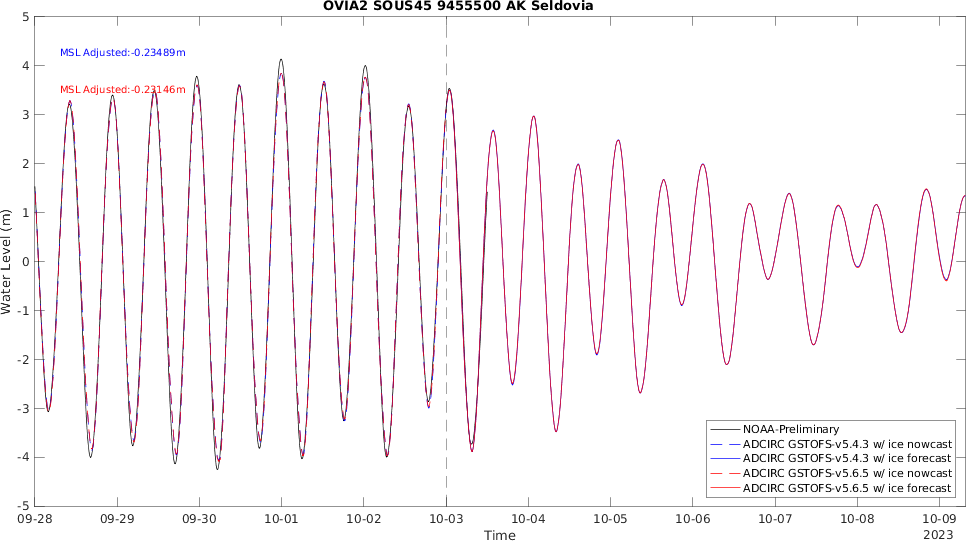 OVIA2 SOUS45 9455500 AK Seldovia
MSL Adjusted:-0.23489m
MSL Adjusted:-0.23146m
Water Level (m)
5
4
3
2
1
0
-1
-2
-3
-4
-5
NOAA-Preliminary
ADCIRC GSTOFS-v5.4.3 w/ ice nowcast
ADCIRC GSTOFS-v5.4.3 w/ ice forecast
ADCIRC GSTOFS-v5.6.5 w/ ice nowcast
ADCIRC GSTOFS-v5.6.5 w/ ice forecast
09-28 09-29 09-30 10-01 10-02 10-03 10-04 10-05 10-06 10-07 10-08 10-09
Time
2023